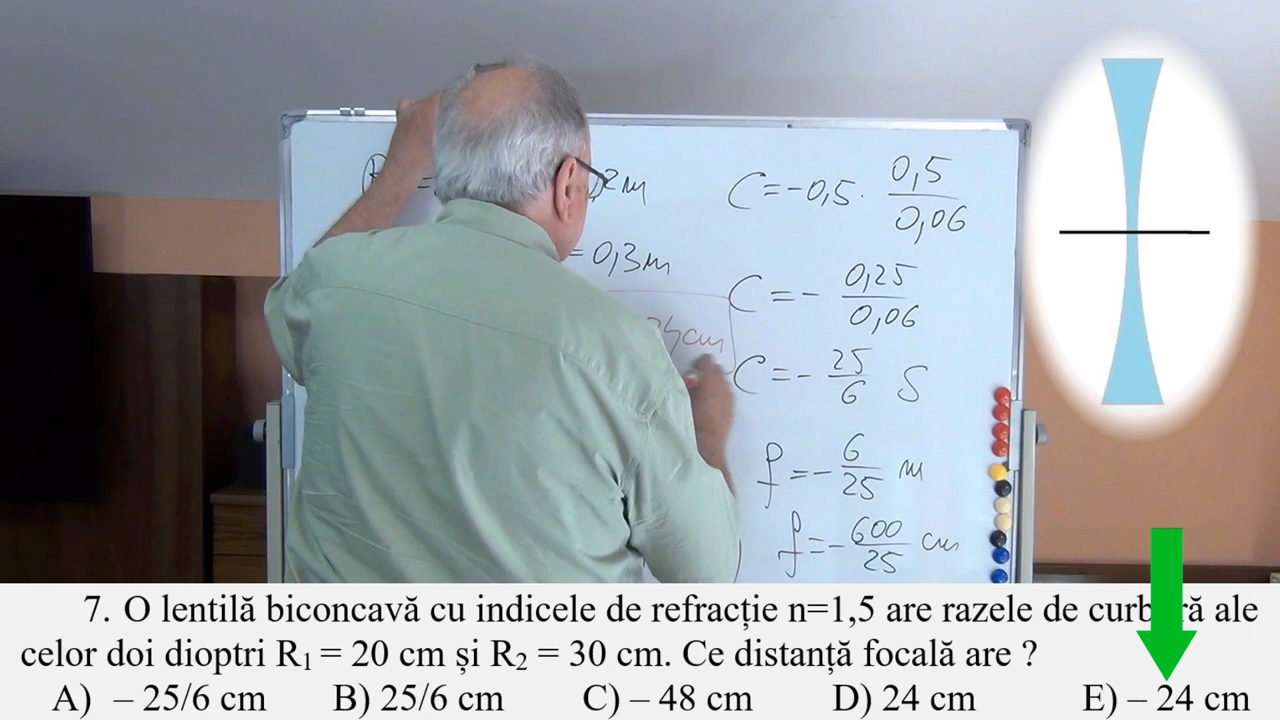 2m
= 0,3m
24cm
C = -0,5 · 0,5/0,06
C = - 0,25/0,06
C = - 25/6 δ
f = - 6/25 m
f = - 600/25 cm
7. O lentilă biconcavă cu indicele de refracție n=1,5 are razele de ale
celor doi dioptri R₁ = 20 cm și R₂ = 30 cm. Ce distanță focală are ?
A) – 25/6 cm B) 25/6 cm C) – 48 cm D) 24 cm E) – 24 cm